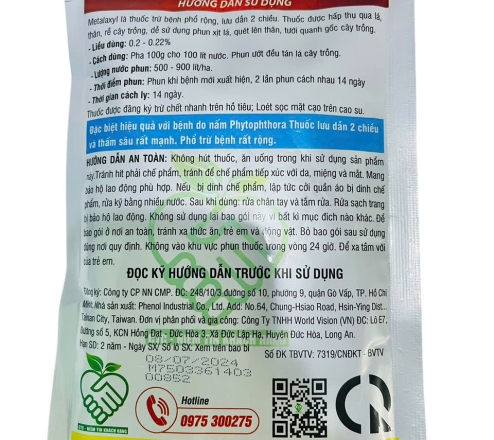 HƯỚNG DẪN SỬ DỤNG
Metalaxyl là thuốc trừ bệnh phổ rộng, lưu dẫn 2 chiều. Thuốc được hấp thụ qua lá,
thân, rễ cây trồng, dễ sử dụng phun xịt lá, quét lên thân, tưới quanh gốc cây trồng.
- Liều dùng: 0.2 - 0.22%
- Cách dùng: Pha 100g cho 100 lít nước. Phun ướt đều tán lá cây trồng.
- Lượng nước phun: 500 - 900 lít/ha.
- Thời điểm phun: Phun khi bệnh mới xuất hiện, 2 lần phun cách nhau 14 ngày
- Thời gian cách ly: 14 ngày.
Thuốc được đăng ký trừ chết nhanh trên hồ tiêu; Loét sọc mặt cạo trên cao su.
Đặc biệt hiệu quả với bệnh do nấm Phytophthora Thuốc lưu dẫn 2 chiều
và thấm sâu rất mạnh. Phổ trừ bệnh rất rộng.
HƯỚNG DẪN AN TOÀN: Không hút thuốc, ăn uống trong khi sử dụng sản phẩm
này.Tránh hít phải chế phẩm, tránh để chế phẩm tiếp xúc với da, miệng và mắt. Mang
bảo hộ lao động phù hợp. Nếu bị dính chế phẩm, lập tức cởi quần áo bị dính chế
phẩm, rửa kỹ bằng nhiều nước. Sau khi dùng: rửa chân tay và tắm rửa. Rửa sạch trang
bị bảo hộ lao động. Không sử dụng lại bao gói này vì bất kì mục đích nào khác. Để
bao gói ở nơi an toàn, tránh xa thức ăn, trẻ em và động vật. Bỏ bao gói sau sử dụng
đúng nơi quy định. Không vào khu vực phun thuốc trong vòng 24 giờ. Để xa tầm với
của trẻ em.
ĐỌC KỸ HƯỚNG DẪN TRƯỚC KHI SỬ DỤNG
Đăng ký: Công ty CP NN CMP. ĐC: 248/10/3 đường số 10, phường 9, quận Gò Vấp, TP. Hồ Chí
Minh. Nhà sản xuất: Phenol Industrial Co., Ltd. Add: No.64, Chung-Hsiao Road, Hsin-Ying Dist.,
Tainan City, Taiwan. Đơn vị phân phối và gia công: Công Ty TNHH World Vision (VN) ĐC: Lô E7,
Đường số 5, KCN Hồng Đạt - Đức Hòa 3, Xã Đức Lập Hạ, Huyện Đức Hòa, Long An.
Hạn SD: 2 năm - Ngày SX/ Số lô SX: Xem trên bao bì
Số ĐK TBVTV: 7319/CNĐKT - BVTV
08/07/2024
M7503361403
00852
Hotline
0975 300275